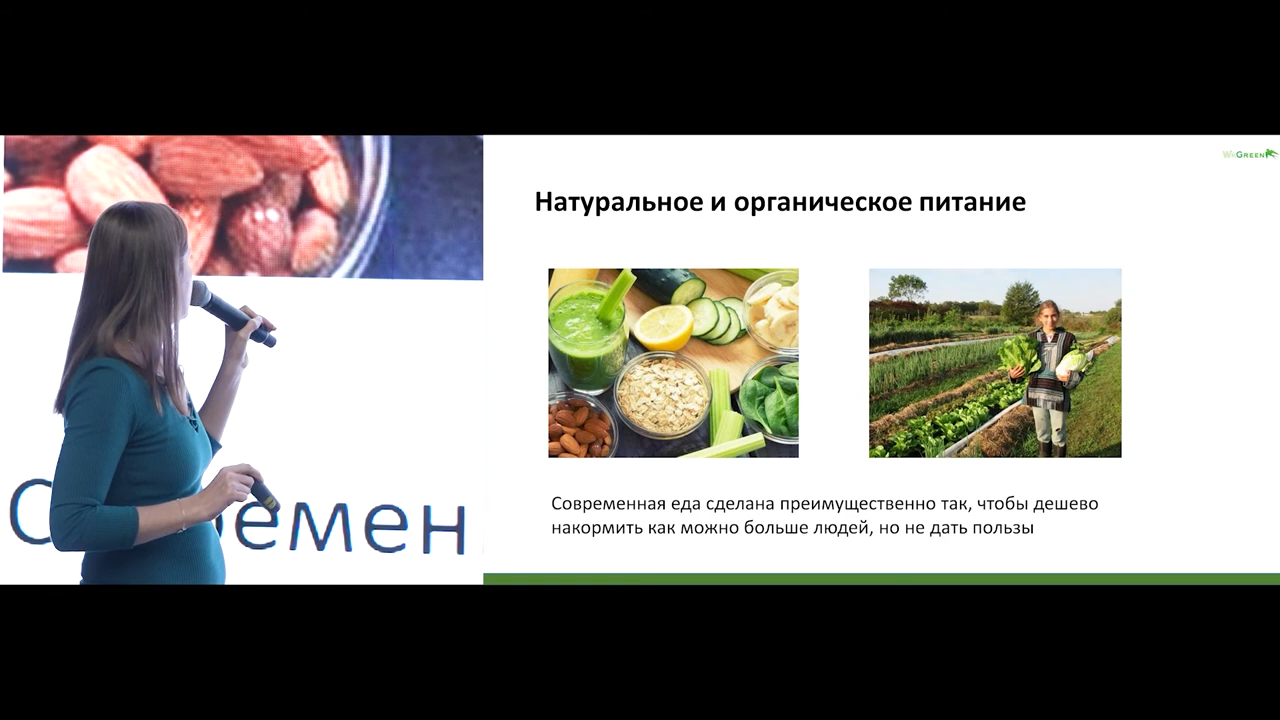 WeGreen
Натуральное и органическое питание
Современная еда сделана преимущественно так, чтобы дешево
накормить как можно больше людей, но не дать пользы
емен